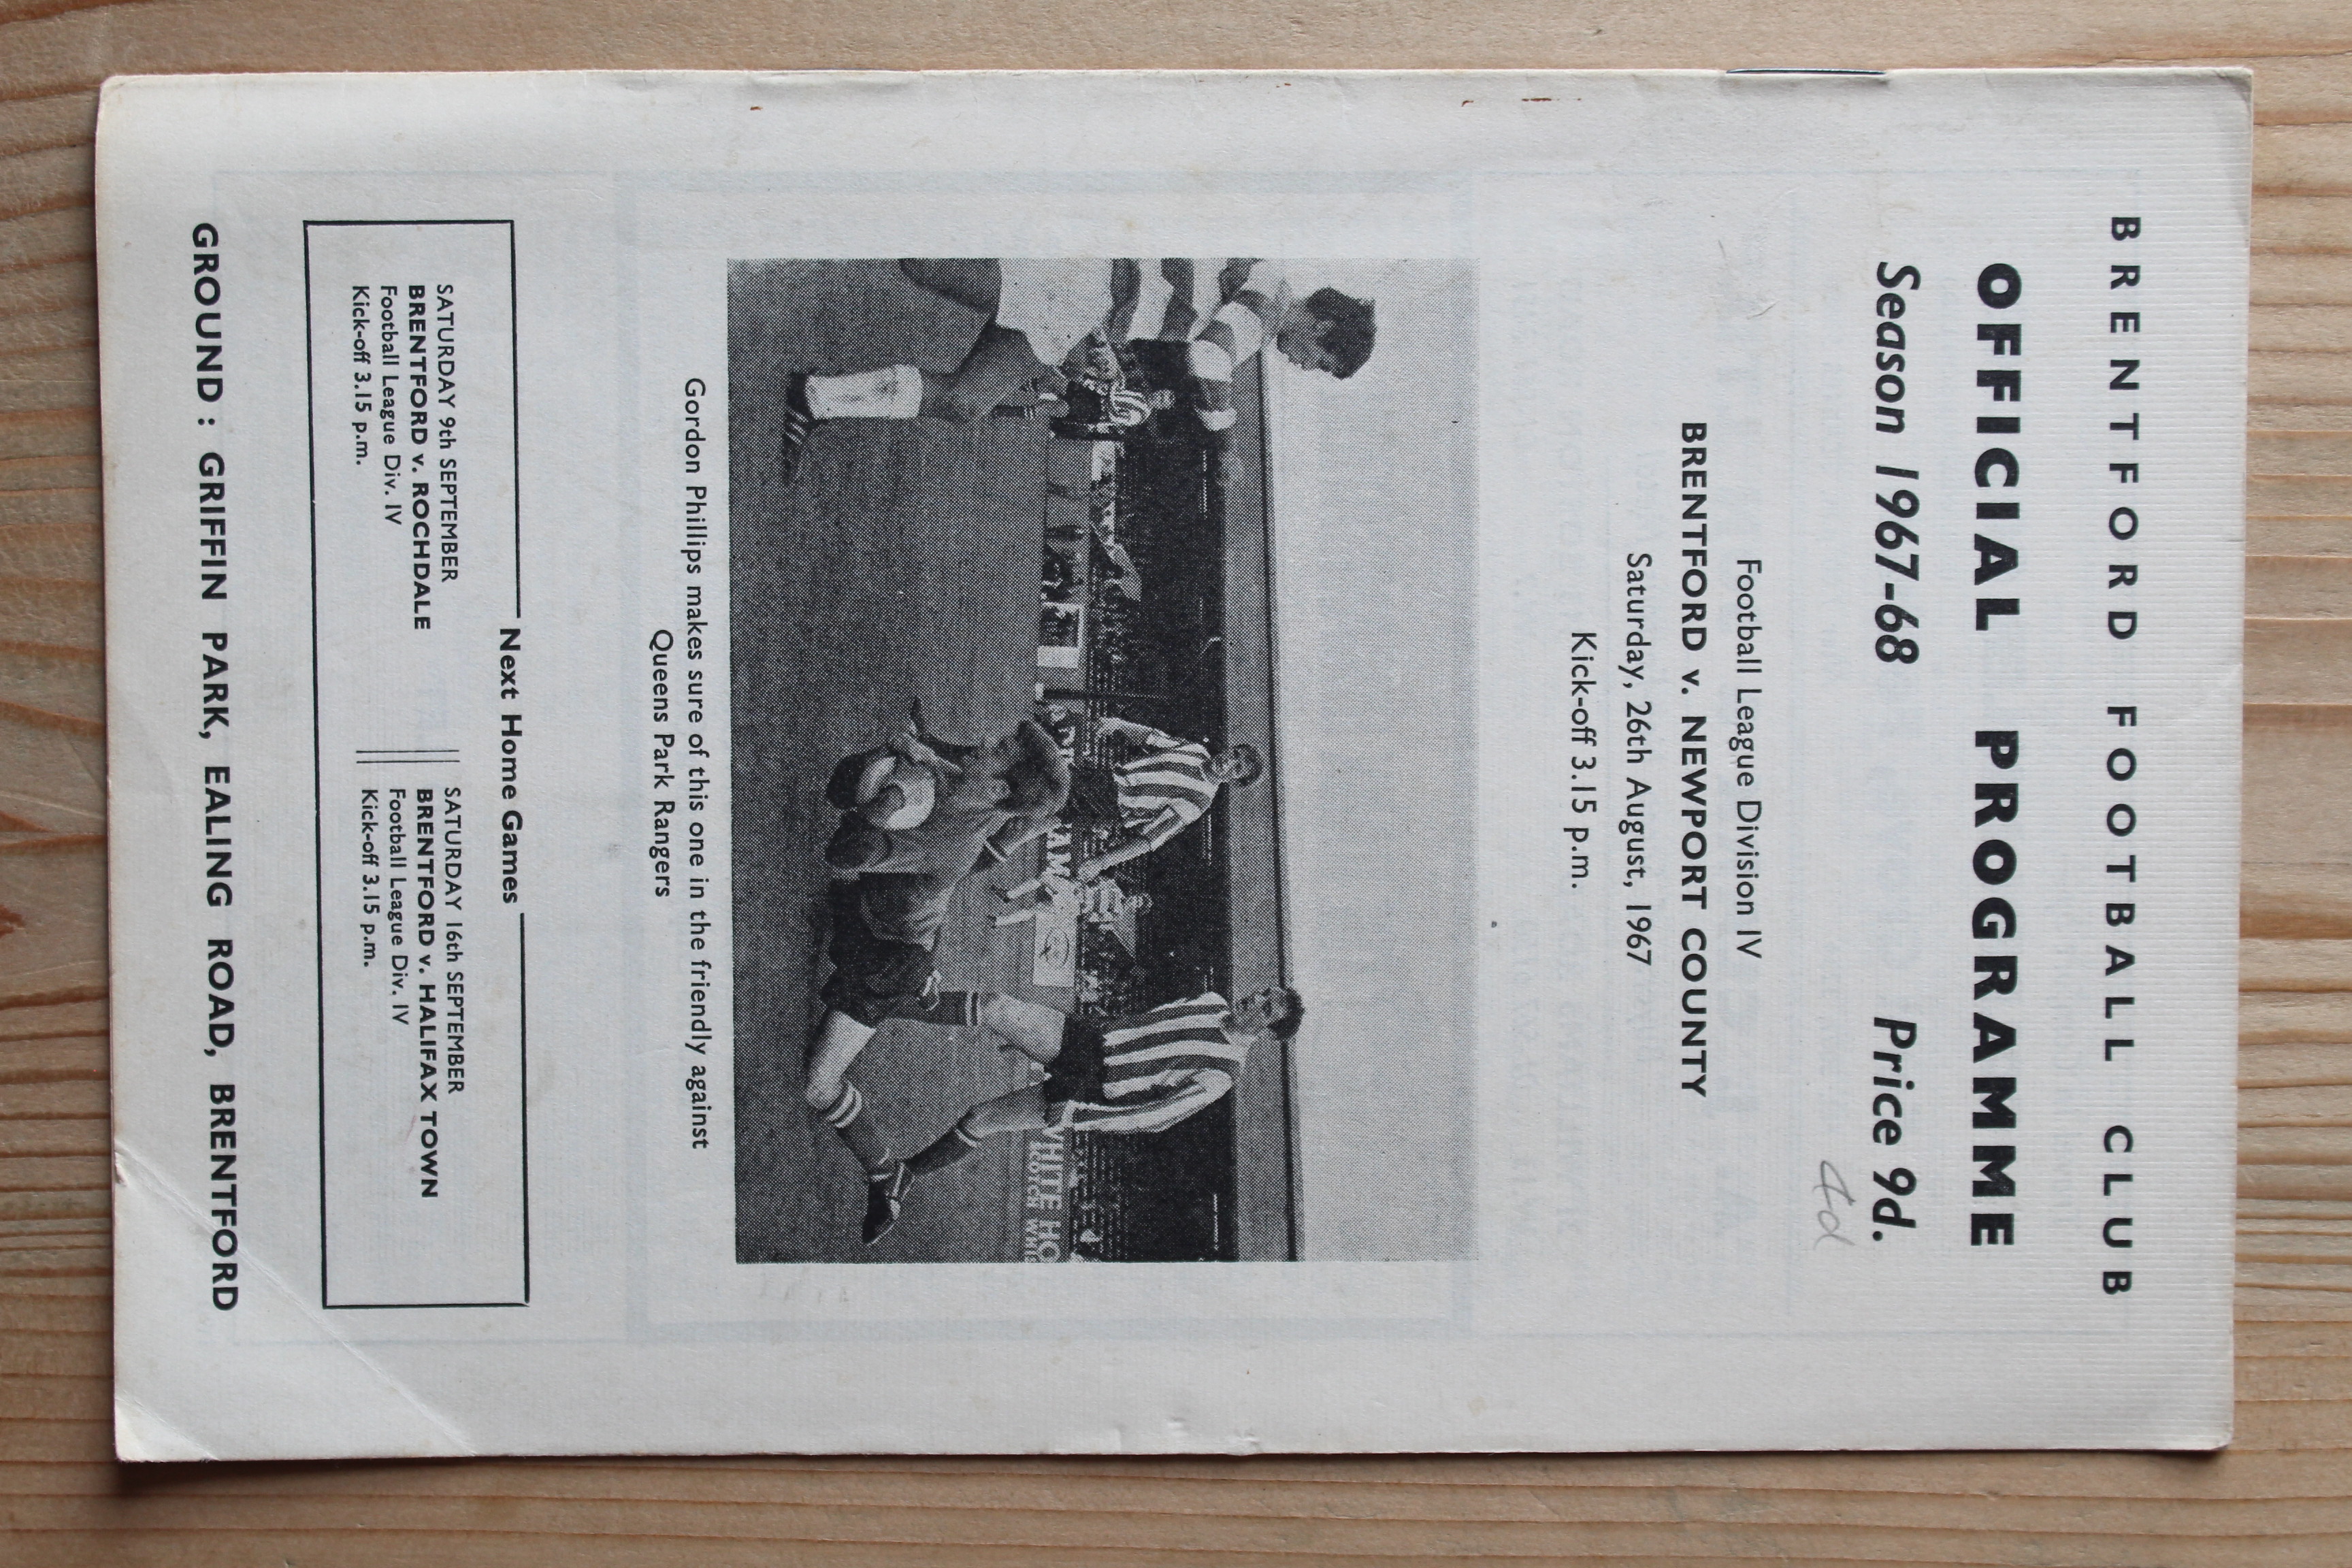 BRENTFORD FOOTBALL CLUB
OFFICIAL PROGRAMME
Season 1967-68 Price 9d.
4d
Football League Division IV
BRENTFORD v. NEWPORT COUNTY
Saturday, 26th August, 1967
Kick-off 3.15 p.m.
WHITE HO
Gordon Phillips makes sure of this one in the friendly against
Queens Park Rangers
Next Home Games
SATURDAY 9th SEPTEMBER
BRENTFORD v. ROCHDALE
Football League Div. IV
Kick-off 3.15 p.m.
SATURDAY 16th SEPTEMBER
BRENTFORD v. HALIFAX TOWN
Football League Div. IV
Kick-off 3.15 p.m.
GROUND : GRIFFIN PARK, EALING ROAD, BRENTFORD